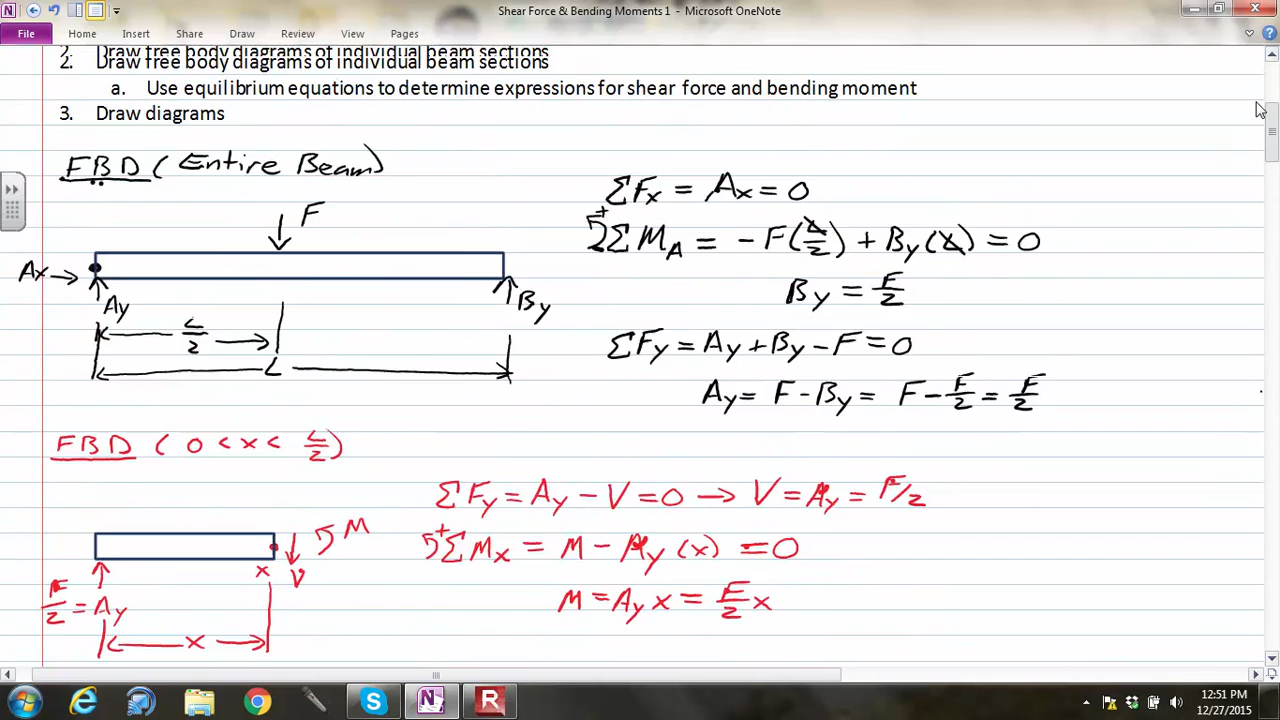 Shear Force & Bending Moments 1 - Microsoft OneNote
File Home Insert Share Draw Review View Pages
2. Draw free body diagrams of individual beam sections
a. Use equilibrium equations to determine expressions for shear force and bending moment
3. Draw diagrams
FBD (Entire Beam)
F
Ax
Ay
By
L/2
L
ΣFx = Ax = 0
+ ΣMA = -F(L/2) + By(L) = 0
By = F/2
ΣFy = Ay + By - F = 0
Ay = F - By = F - F/2 = F/2
FBD ( 0 < x < L/2)
M
x
V
F/2 = Ay
x
ΣFy = Ay - V = 0 → V = Ay = F/2
+ ΣMx = M - Ay (x) = 0
M = Ay x = F/2 x
12:51 PM
12/27/2015